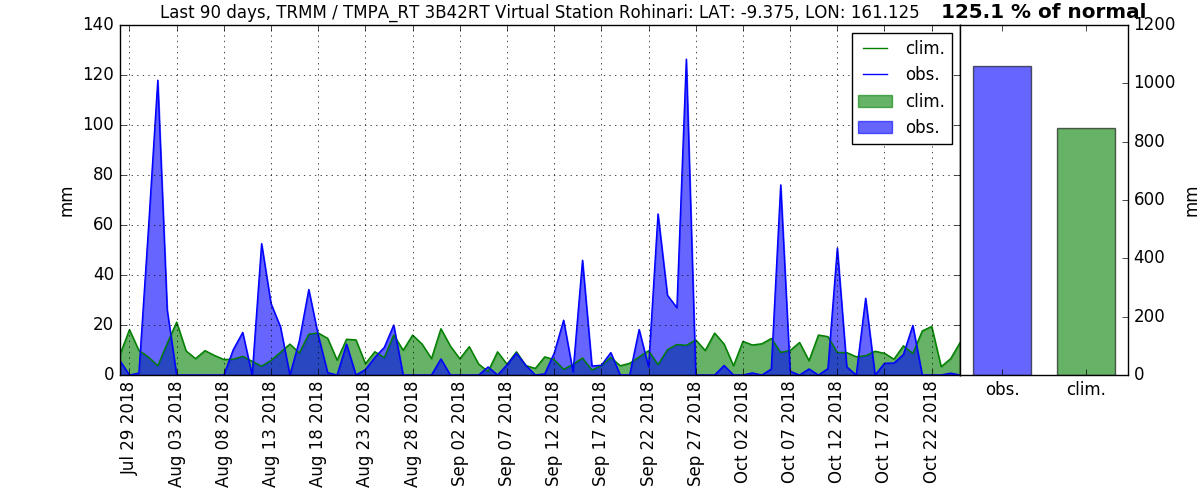 Last 90 days, TRMM / TMPA_RT 3B42RT Virtual Station Rohinari: LAT: -9.375, LON: 161.125
125.1 % of normal
140
120
100
80
60
40
20
0
mm
clim.
obs.
clim.
obs.
Jul 29 2018
Aug 03 2018
Aug 08 2018
Aug 13 2018
Aug 18 2018
Aug 23 2018
Aug 28 2018
Sep 02 2018
Sep 07 2018
Sep 12 2018
Sep 17 2018
Sep 22 2018
Sep 27 2018
Oct 02 2018
Oct 07 2018
Oct 12 2018
Oct 17 2018
Oct 22 2018
1200
1000
800
600
400
200
0
mm
obs.
clim.